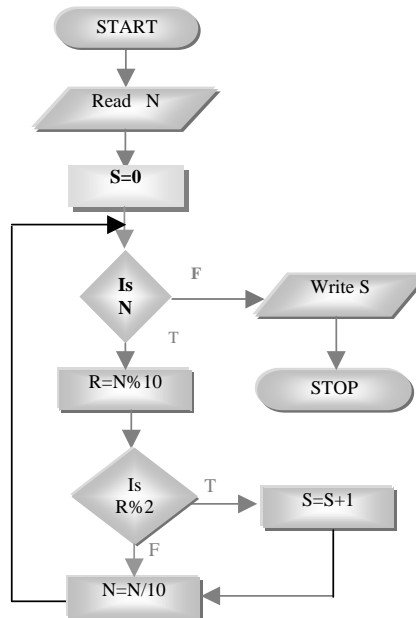 START
Read N
S=0
Is
N
F
Write S
T
R=N%10
STOP
Is
R%2
T
S=S+1
F
N=N/10